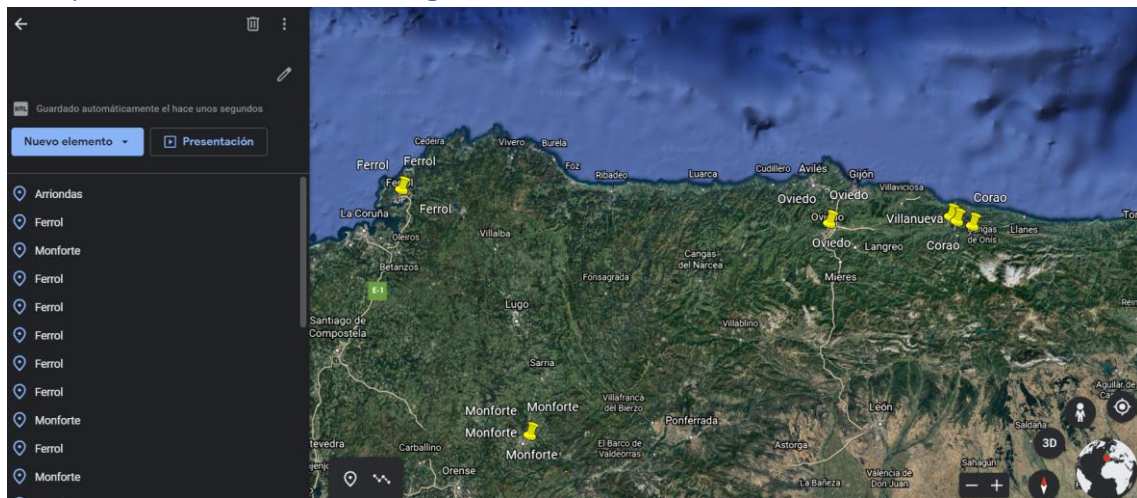 Guardado automáticamente el hace unos segundos
Nuevo elemento
Presentación
Arriondas
Ferrol
Monforte
Ferrol
Ferrol
Ferrol
Ferrol
Ferrol
Monforte
Ferrol
Monforte
Cedeira
Vivero
Burela
Ferrol
Ferrol
Foz
Ribadeo
Luarca
Cudillero
Avilés
Gijón
Villaviciosa
Ferrol
La Coruña
Oviedo
Oviedo
Corao
Villanueva
Oleiros
Villalba
Oviedo
Langreo
Corao
de Onís
Llanes
Betanzos
Cangas
del Narcea
Fonsagrada
Mieres
E-1
Lugo
Santiago de
Compostela
Villablino
Sarria
Villafranca
del Bierzo
León
Monforte
Monforte
Monforte
Monforte
Ponferrada
Carballino
El Barco de
Valdeorras
Astorga
Saldaña
3D
Orense
La Bañeza
Valencia de
Don Juan
Sahagún